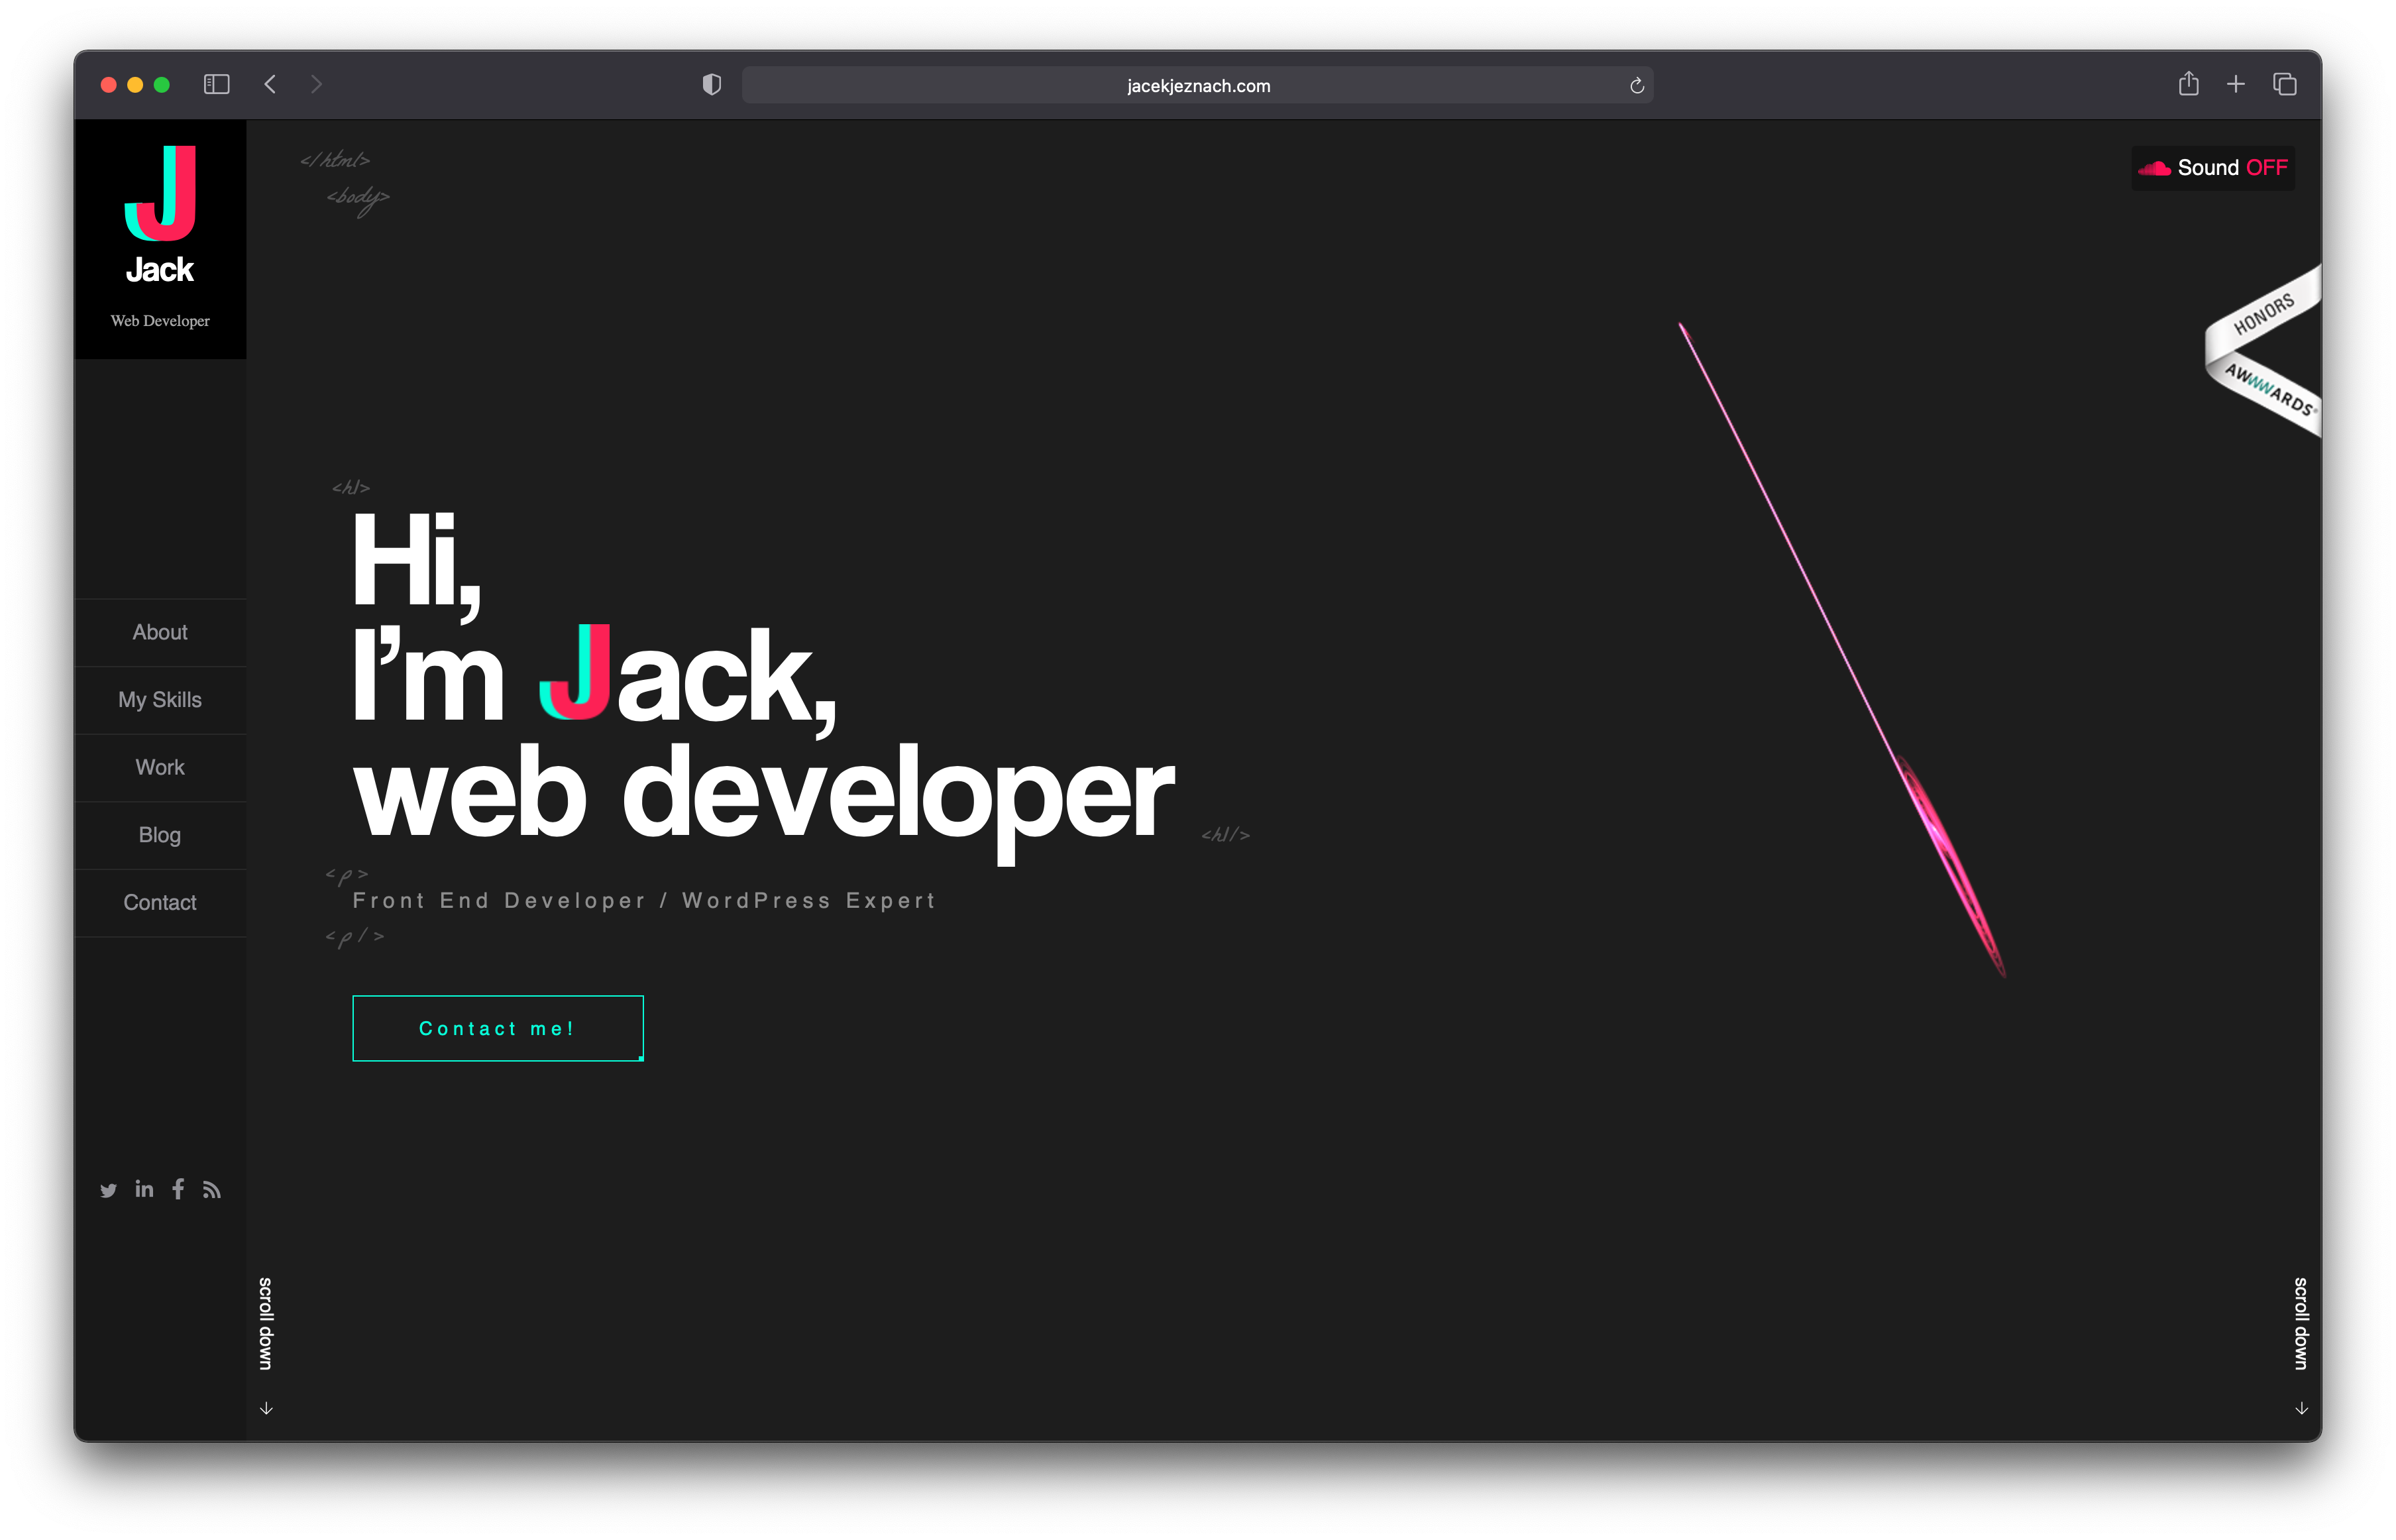 jacekjeznach.com
J
Jack
Web Developer
About
My Skills
Work
Blog
Contact
</html>
<body>
Sound OFF
HONORS
AWWWARDS
<h1>
Hi,
I’m Jack,
web developer
<h1/>
<p>
Front End Developer / WordPress Expert
<p/>
Contact me!
in
f
scroll down
scroll down